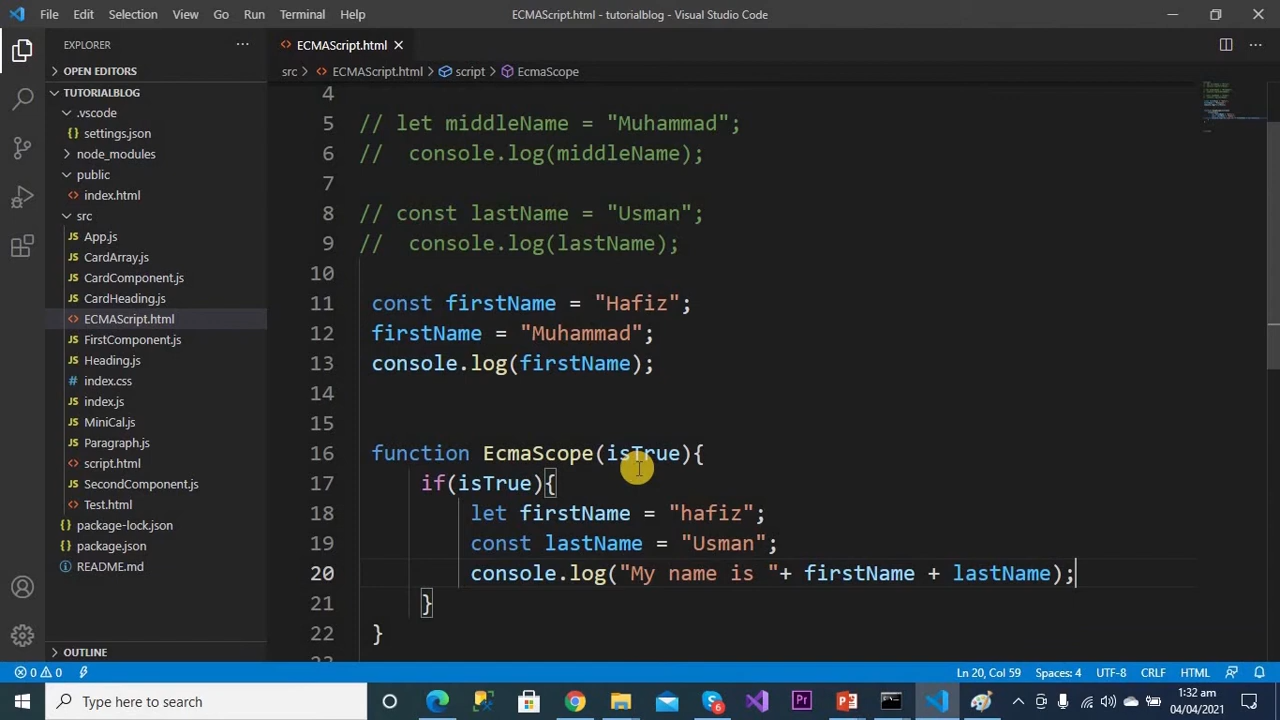 File Edit Selection View Go Run Terminal Help ECMAScript.html - tutorialblog - Visual Studio Code
EXPLORER
OPEN EDITORS
TUTORIALBLOG
.vscode
settings.json
node_modules
public
index.html
src
App.js
CardArray.js
CardComponent.js
CardHeading.js
ECMAScript.html
FirstComponent.js
Heading.js
index.css
index.js
MiniCal.js
Paragraph.js
script.html
SecondComponent.js
Test.html
package-lock.json
package.json
README.md
OUTLINE
ECMAScript.html
src > ECMAScript.html > script > EcmaScope
4
5 // let middleName = "Muhammad";
6 //  console.log(middleName);
7
8 // const lastName = "Usman";
9 //  console.log(lastName);
10
11 const firstName = "Hafiz";
12 firstName = "Muhammad";
13 console.log(firstName);
14
15
16 function EcmaScope(isTrue){
17 if(isTrue){
18 let firstName = "hafiz";
19 const lastName = "Usman";
20 console.log("My name is "+ firstName + lastName);
21 }
22 }
0 0 Ln 20, Col 59 Spaces: 4 UTF-8 CRLF HTML
Type here to search
6
Pr
1:32 am
04/04/2021